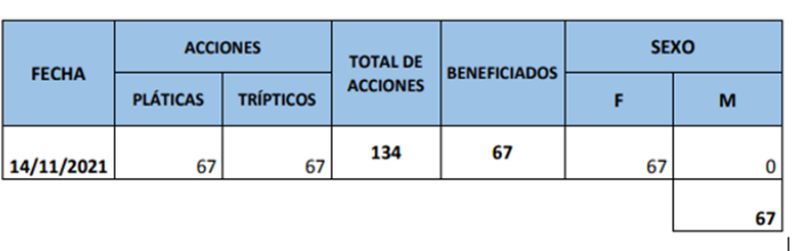 FECHA ACCIONES TOTAL DE ACCIONES BENEFICIADOS SEXO
PLÁTICAS TRÍPTICOS F M
14/11/2021 67 67 134 67 67 0
67